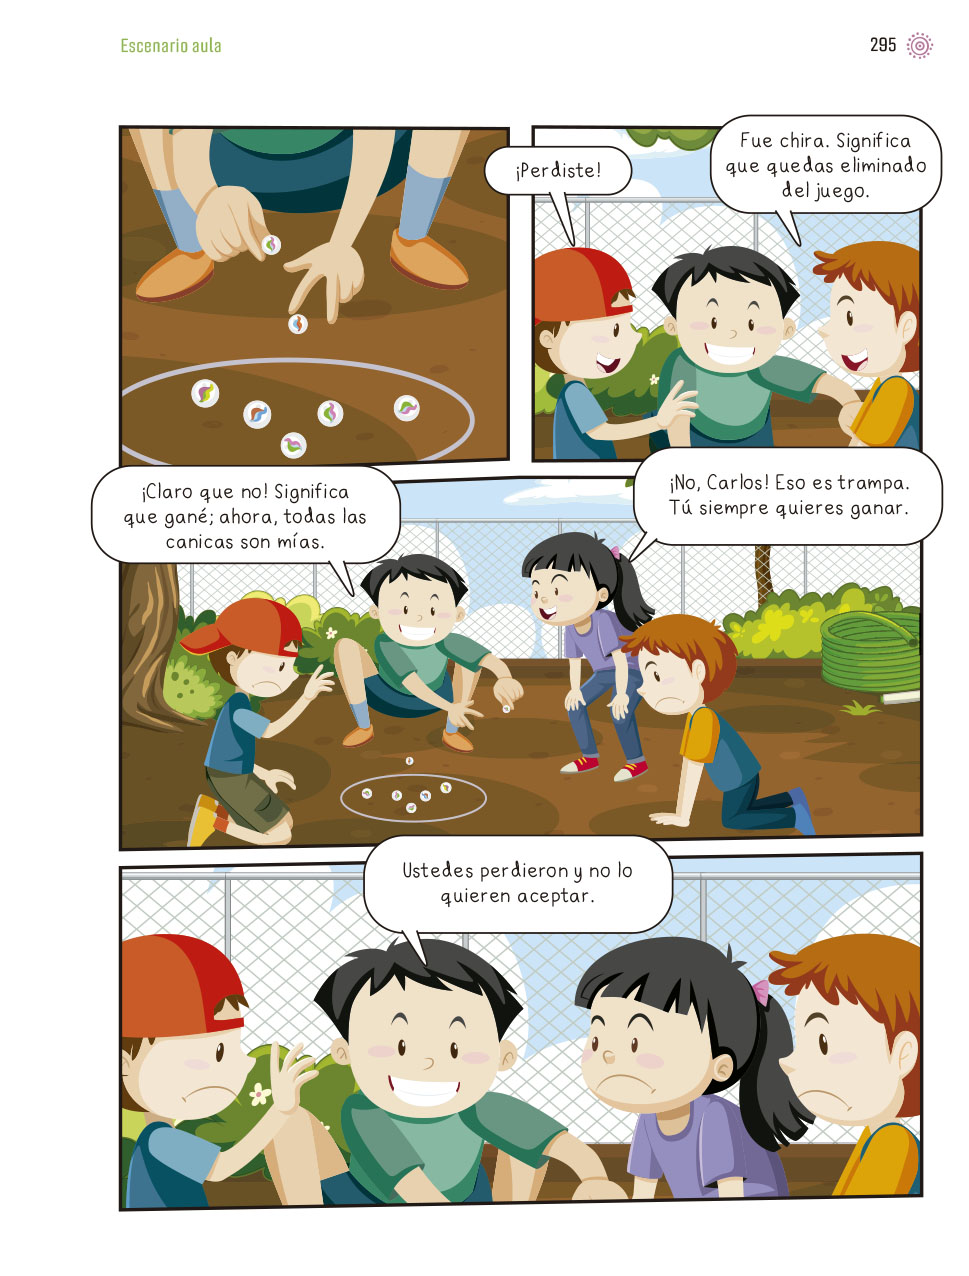 Escenario aula
295
¡Perdiste!
Fue chira. Significa
que quedas eliminado
del juego.
¡Claro que no! Significa
que gané; ahora, todas las
canicas son mías.
¡No, Carlos! Eso es trampa.
Tú siempre quieres ganar.
Ustedes perdieron y no lo
quieren aceptar.